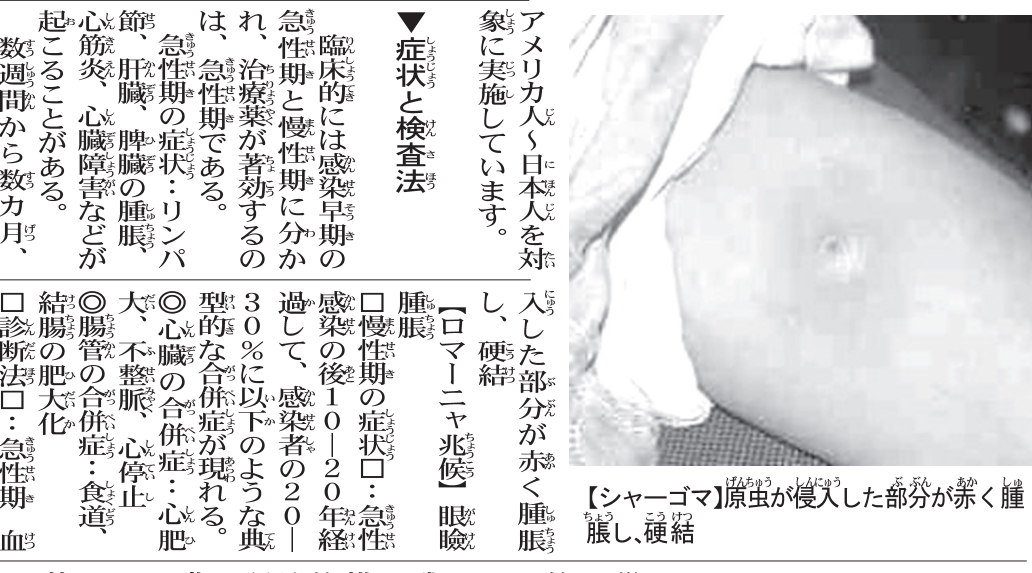 アメリカ人～日本人を対
象に実施しています。
▼症状と検査法
臨床的には感染早期の
急性期と慢性期に分か
れ、治療薬が著効するの
は、急性期である。
急性期の症状：リンパ
節、肝臓、脾臓の腫脹、
心筋炎、心臓障害などが
起こることがある。
数週間から数カ月、
入した部分が赤く腫脹
し、硬結
【ロマーニャ兆候】眼瞼
腫脹
□慢性期の症状□：急性
感染の後１０―２０年経
過して、感染者の２０―
３０％に以下のような典
型的な合併症が現れる。
◎心臓の合併症：心肥
大、不整脈、心停止
◎腸管の合併症：食道、
結腸の肥大化
□診断法□：急性期 血
【シャーゴマ】原虫が侵入した部分が赤く腫
脹し、硬結